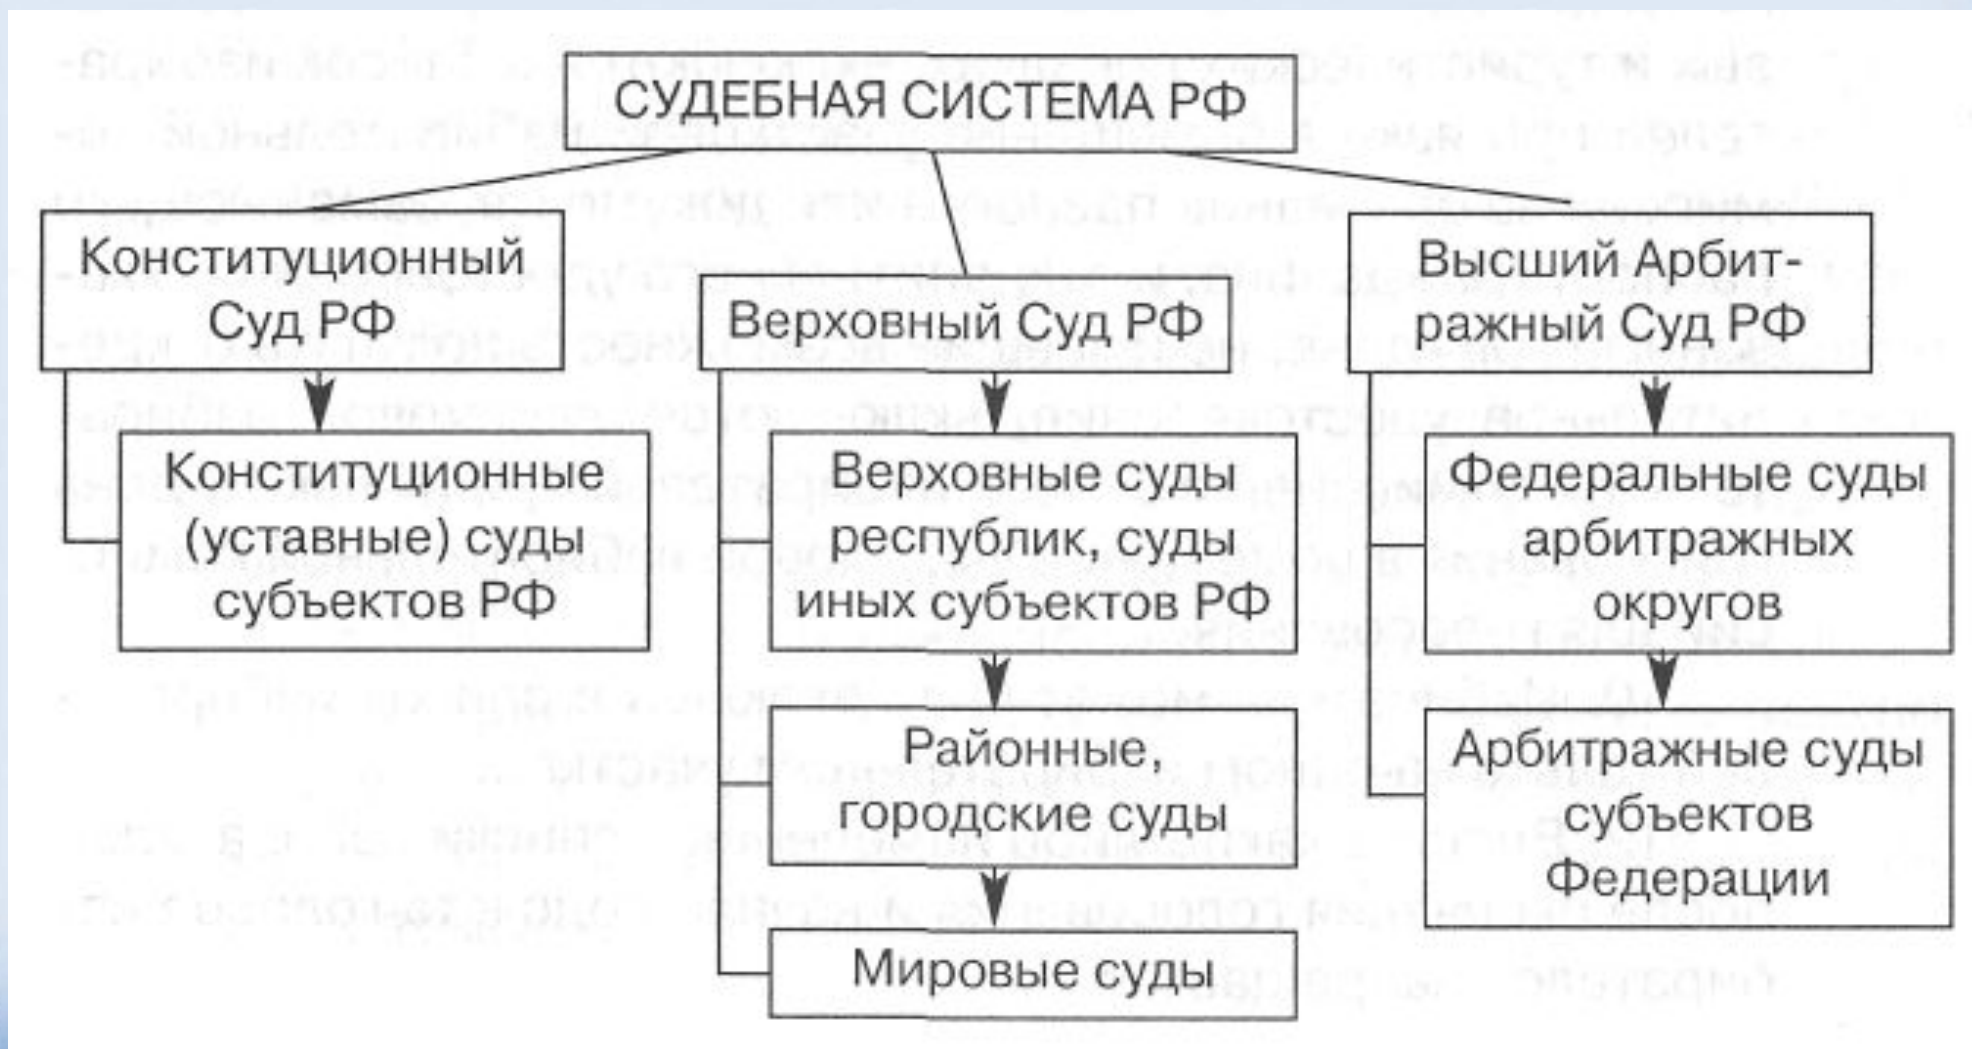 СУДЕБНАЯ СИСТЕМА РФ
Конституционный
Суд РФ
Верховный Суд РФ
Высший Арбит-
ражный Суд РФ
Конституционные
(уставные) суды
субъектов РФ
Верховные суды
республик, суды
иных субъектов РФ
Федеральные суды
арбитражных
округов
Районные,
городские суды
Арбитражные суды
субъектов
Федерации
Мировые суды